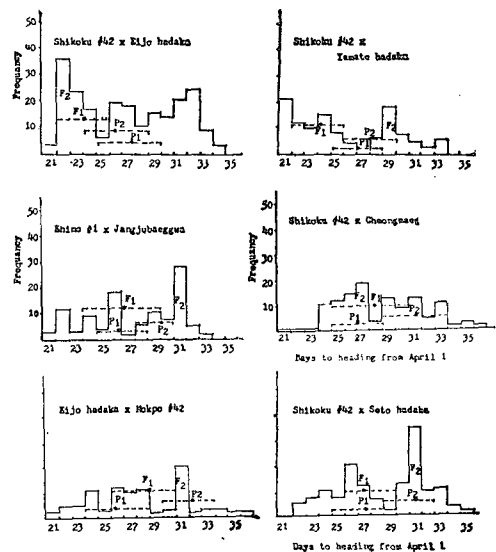 50
40
30
20
10
Frequency
Shikoku #42 x Kijo hadaka
F2
F1
P2
P1
21 23 25 27 29 31 33 35
Shikoku #42 x
Yamato hadaka
F1
P2
F2
P1
21 23 25 27 29 31 33 35
50
40
30
20
10
Frequency
Ehime #1 x Jangjubaeggwa
F1
P1
P2
F2
21 23 25 27 29 31 33 35
50
40
30
20
10
Shikoku #42 x Cheongmaeg
F2
F1
P1
P2
21 23 25 27 29 31 33 35
Days to heading from April 1
Kijo hadaka x Mokpo #42
F1
P1
F2
P2
21 23 25 27 29 31 33 35
Shikoku #42 x Seto hadaka
F1
P1
F2
P2
21 23 25 27 29 31 33 35
Days to heading from April 1